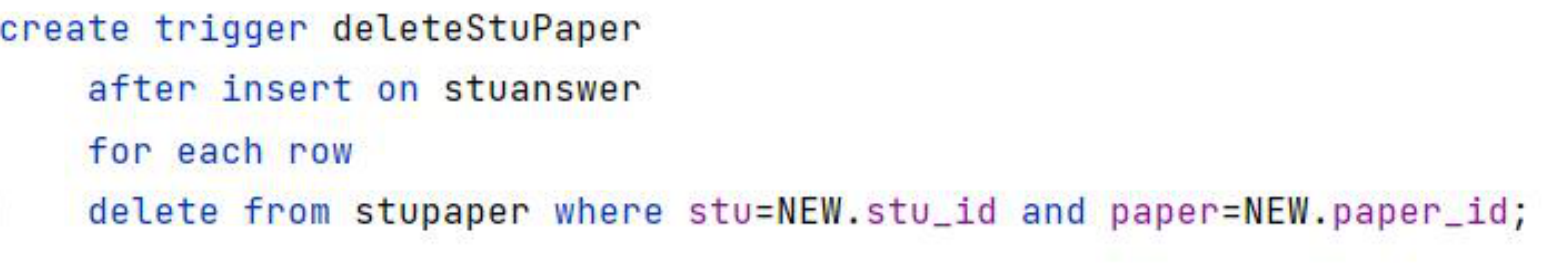 create trigger deleteStuPaper
after insert on stuanswer
for each row
delete from stupaper where stu=NEW.stu_id and paper=NEW.paper_id;